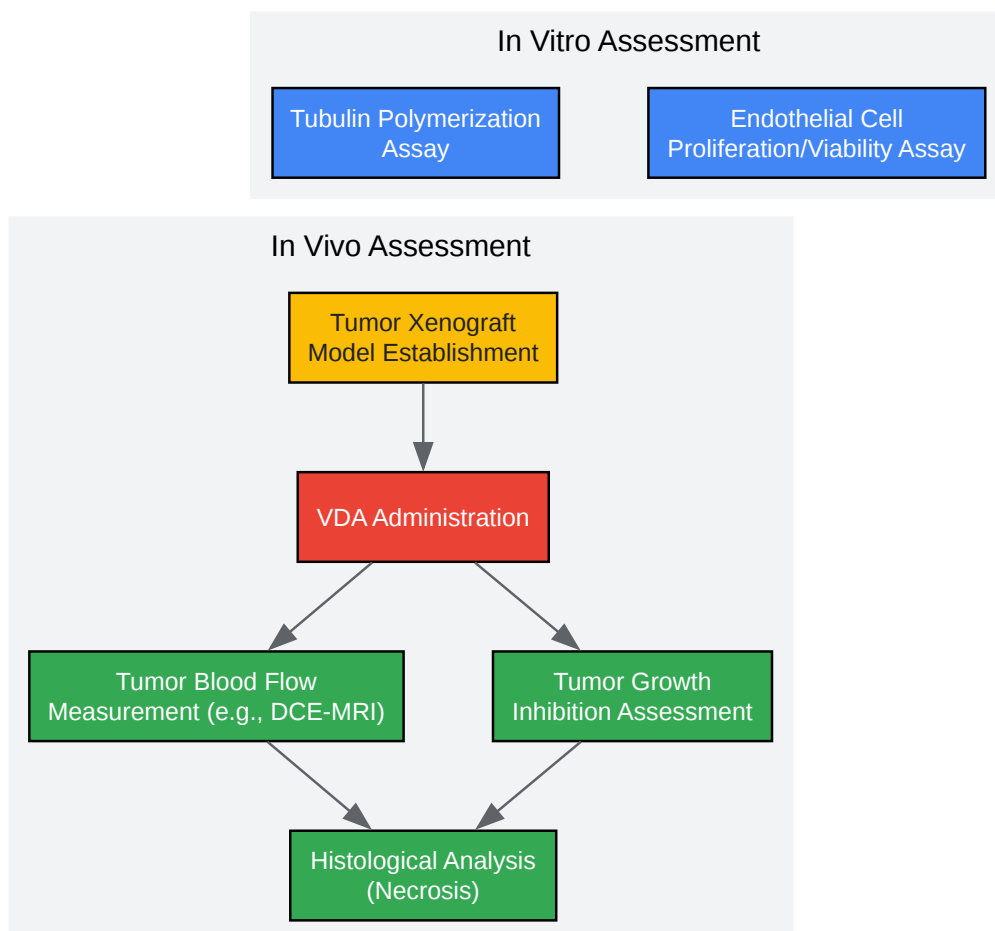 In Vitro Assessment
Tubulin Polymerization
Assay
Endothelial Cell
Proliferation/Viability Assay
In Vivo Assessment
Tumor Xenograft
Model Establishment
VDA Administration
Tumor Blood Flow
Measurement (e.g., DCE-MRI)
Tumor Growth
Inhibition Assessment
Histological Analysis
(Necrosis)